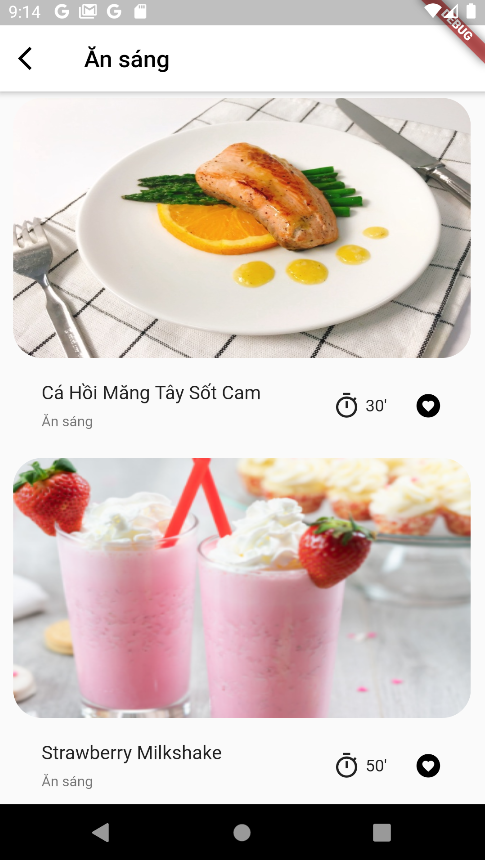 9:14
DEBUG
Ăn sáng
Cá Hồi Măng Tây Sốt Cam
30'
Ăn sáng
Strawberry Milkshake
50'
Ăn sáng